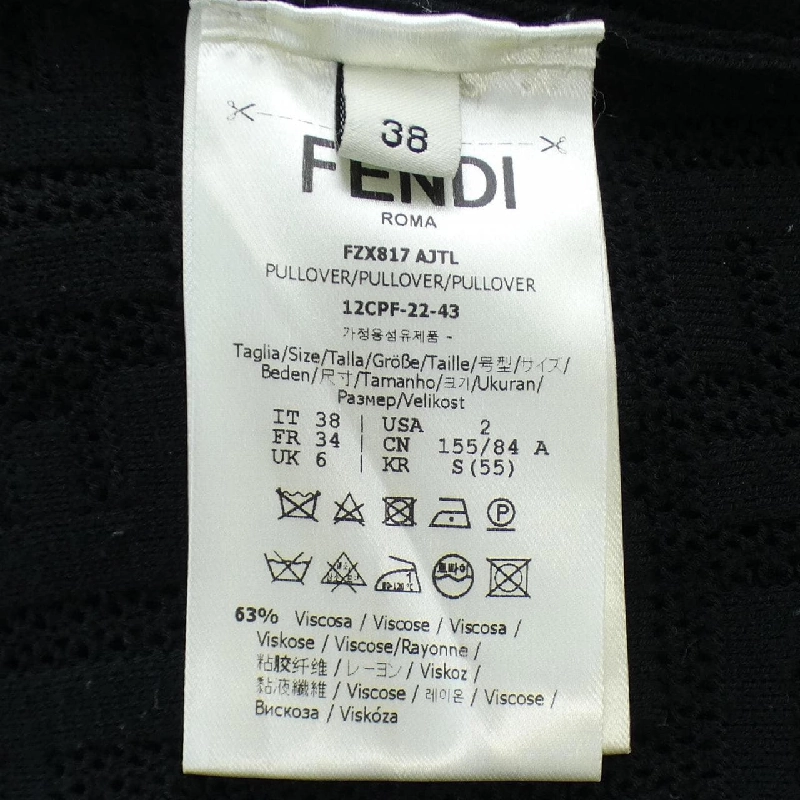 38
FENDI
ROMA
FZX817 AJTL
PULLOVER/PULLOVER/PULLOVER
12CPF-22-43
가정용섬유제품 -
Taglia/Size/Talla/Größe/Taille/号型/サイズ/
Beden/尺寸/Tamanho/크기/Ukuran/
Размер/Velikost
IT 38 | USA 2
FR 34 | CN 155/84 A
UK 6 | KR S(55)
P
드라이
63% Viscosa / Viscose / Viscosa /
Viskose / Viscose/Rayonne /
粘胶纤维 / レーヨン / Viskoz /
黏液纖維 / Viscose / 레이온 / Viscose /
Вискоза / Viskóza